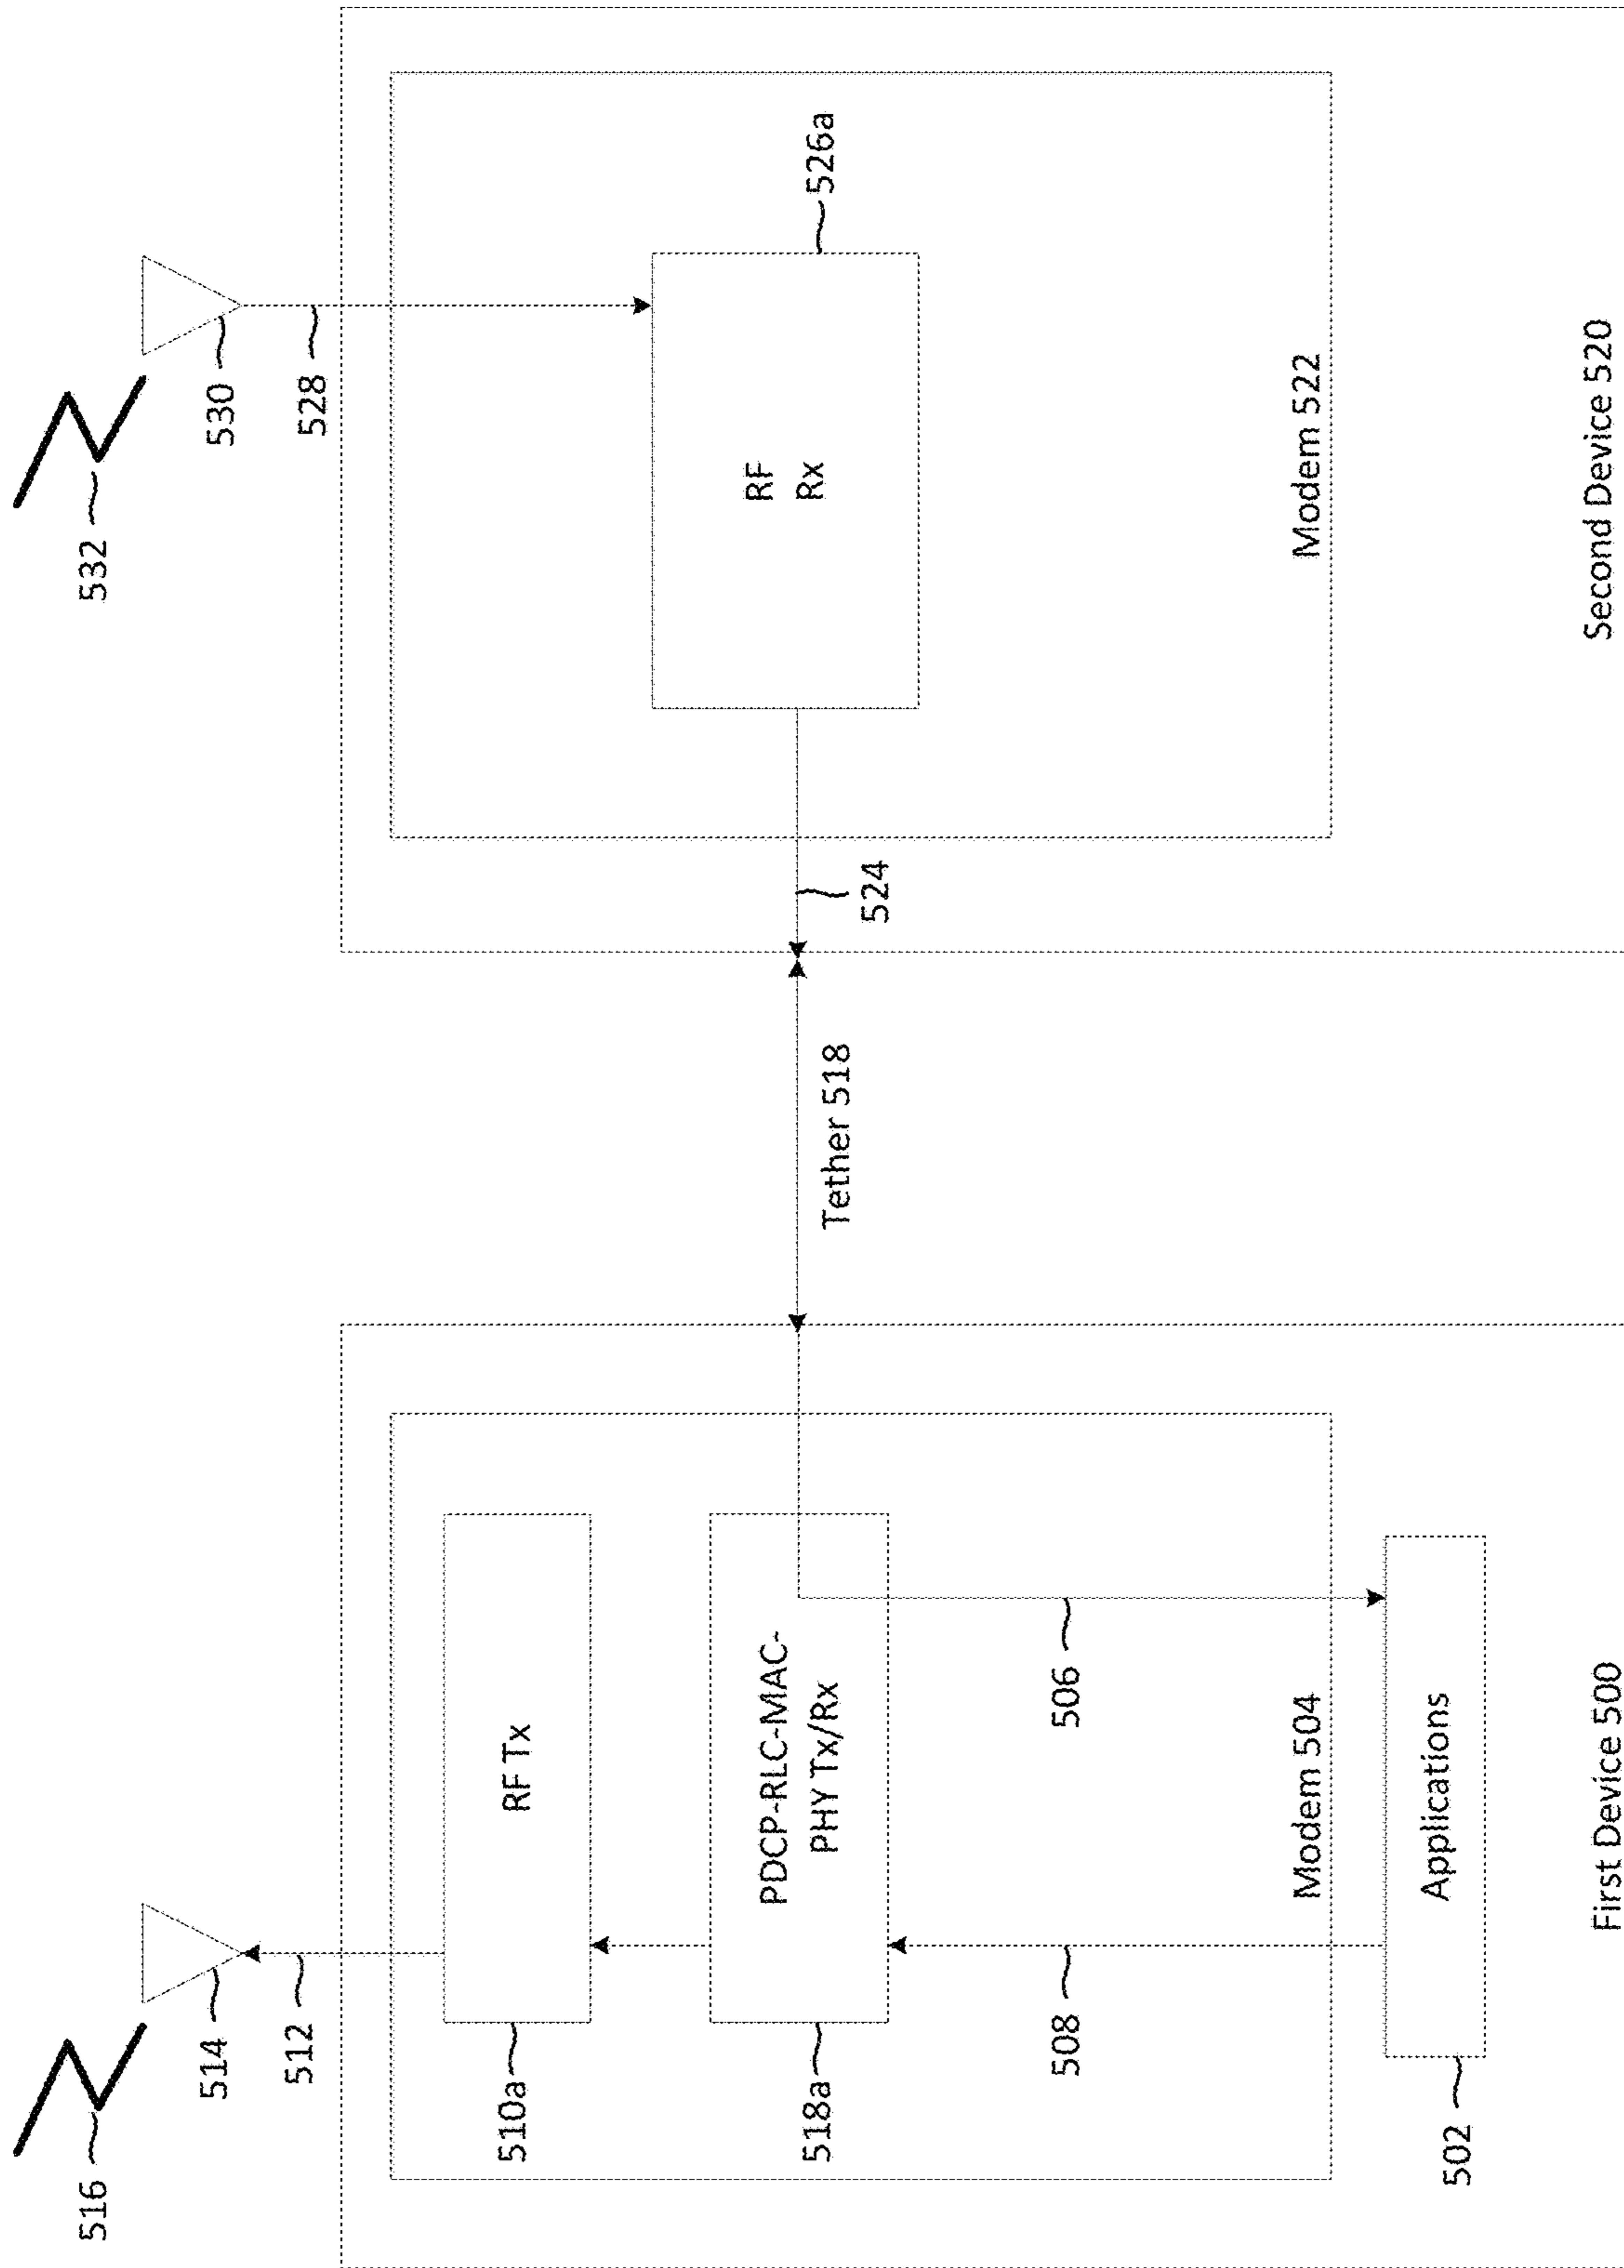 516
514
512
510a
RF Tx
518a
PDCP-RLC-MAC-
PHY Tx/Rx
508
506
Modem 504
502
Applications
First Device 500
Tether 518
532
530
528
526a
RF
Rx
524
Modem 522
Second Device 520